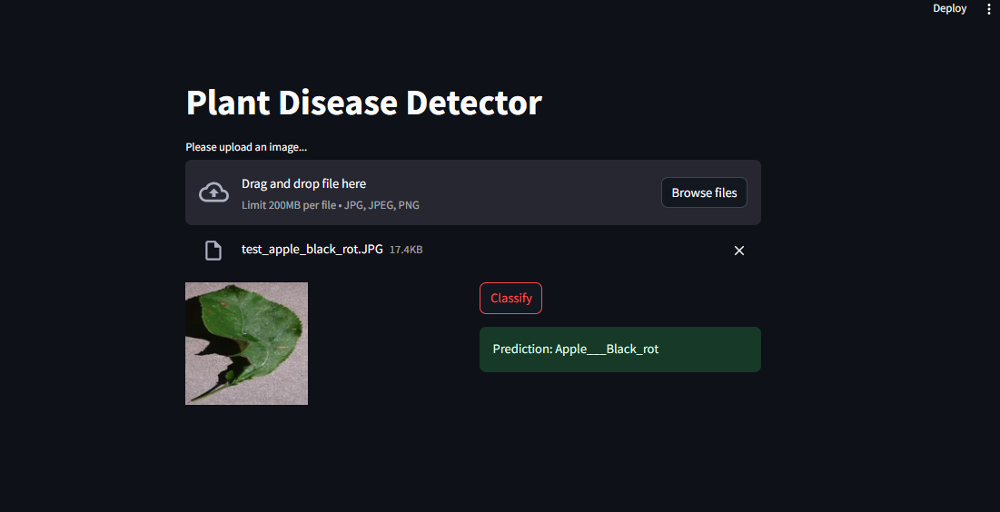 Deploy
Plant Disease Detector
Please upload an image...
Drag and drop file here
Limit 200MB per file • JPG, JPEG, PNG
Browse files
test_apple_black_rot.JPG 17.4KB
Classify
Prediction: Apple___Black_rot